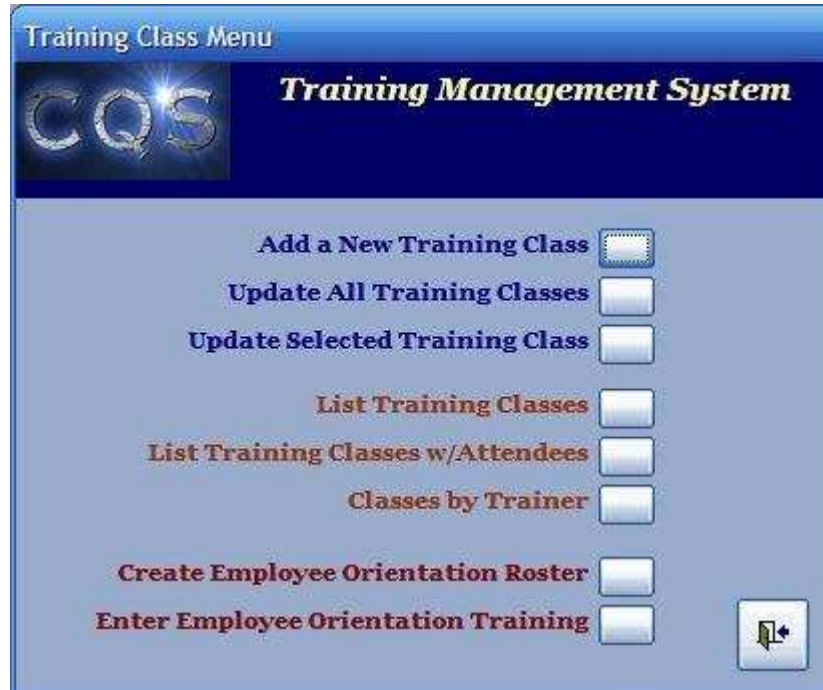 Training Class Menu
CQS
Training Management System
Add a New Training Class
Update All Training Classes
Update Selected Training Class
List Training Classes
List Training Classes w/Attendees
Classes by Trainer
Create Employee Orientation Roster
Enter Employee Orientation Training